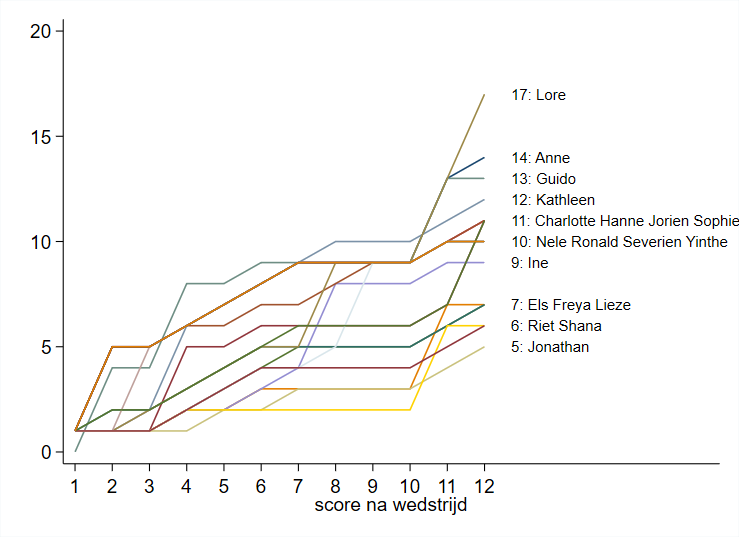 20
17: Lore
15
14: Anne
13: Guido
12: Kathleen
11: Charlotte Hanne Jorien Sophie
10
10: Nele Ronald Severien Yinthe
9: Ine
7: Els Freya Lieze
6: Riet Shana
5
5: Jonathan
0
1 2 3 4 5 6 7 8 9 10 11 12
score na wedstrijd